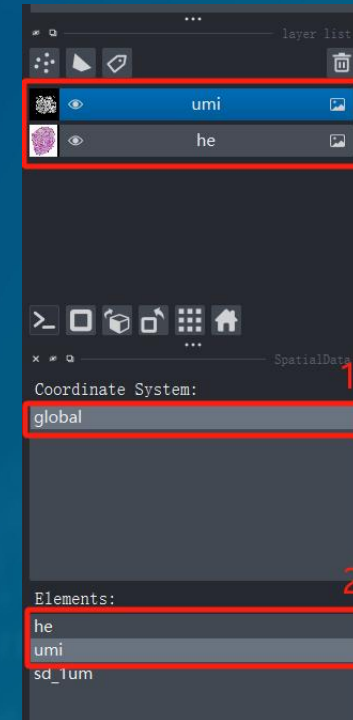 layer list
umi
he
SpatialData
1
Coordinate System:
global
2
Elements:
he
umi
sd_1um